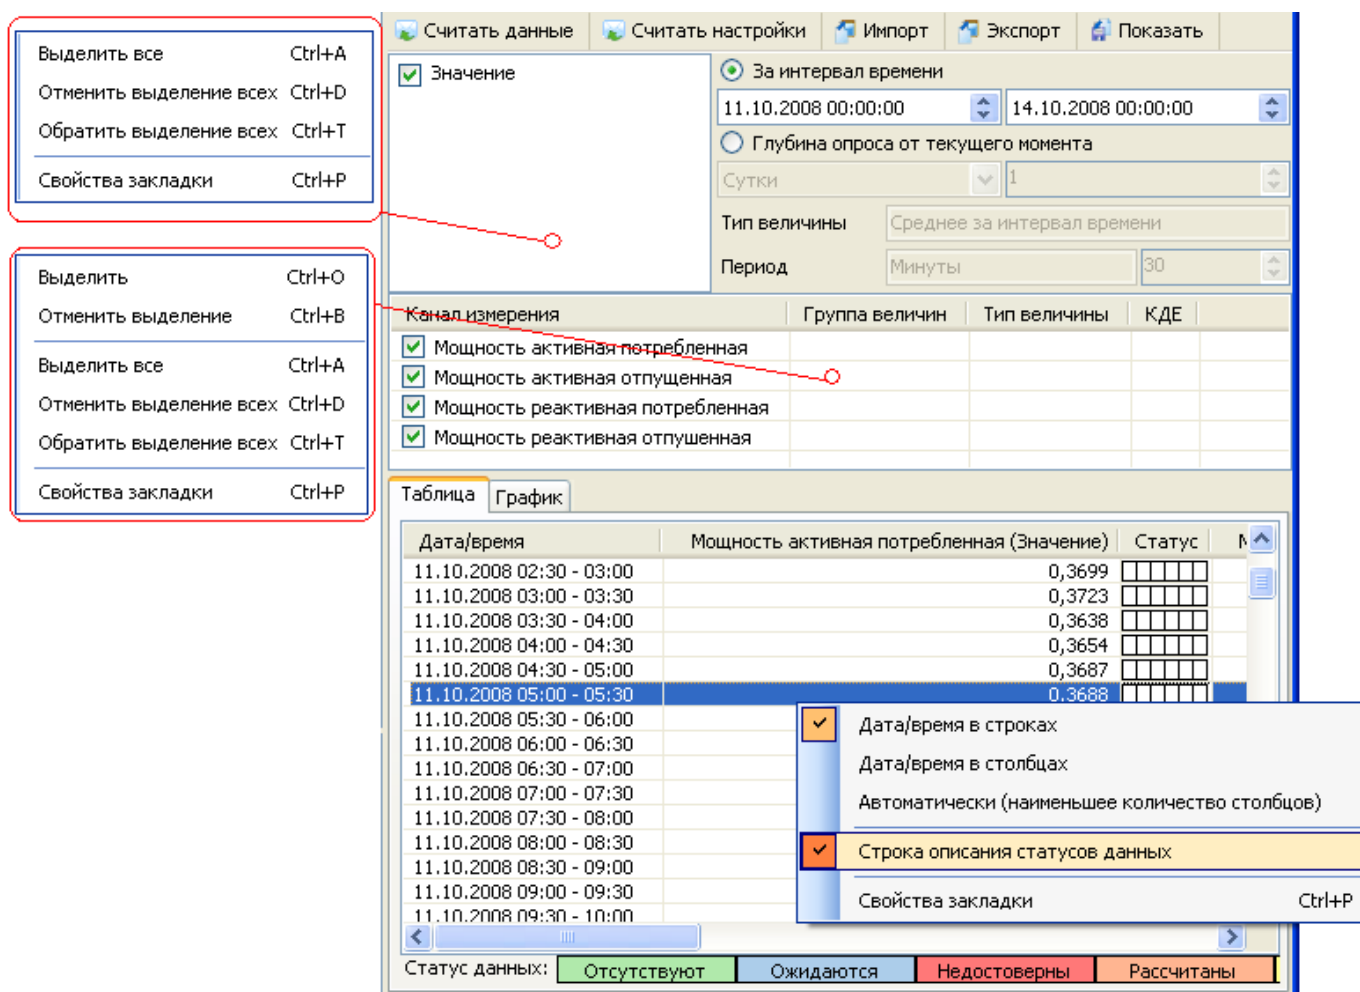 Считать данные Считать настройки Импорт Экспорт Показать
Выделить все Ctrl+A
Отменить выделение всех Ctrl+D
Обратить выделение всех Ctrl+T
Свойства закладки Ctrl+P
Выделить Ctrl+O
Отменить выделение Ctrl+B
Выделить все Ctrl+A
Отменить выделение всех Ctrl+D
Обратить выделение всех Ctrl+T
Свойства закладки Ctrl+P
Значение
За интервал времени
11.10.2008 00:00:00 14.10.2008 00:00:00
Глубина опроса от текущего момента
Сутки 1
Тип величины Среднее за интервал времени
Период Минуты 30
Канал измерения Группа величин Тип величины КДЕ
Мощность активная потребленная
Мощность активная отпущенная
Мощность реактивная потребленная
Мощность реактивная отпушенная
Таблица График
Дата/время Мощность активная потребленная (Значение) Статус
11.10.2008 02:30 - 03:00 0,3699
11.10.2008 03:00 - 03:30 0,3723
11.10.2008 03:30 - 04:00 0,3638
11.10.2008 04:00 - 04:30 0,3654
11.10.2008 04:30 - 05:00 0,3687
11.10.2008 05:00 - 05:30 0,3688
11.10.2008 05:30 - 06:00
11.10.2008 06:00 - 06:30
11.10.2008 06:30 - 07:00
11.10.2008 07:00 - 07:30
11.10.2008 07:30 - 08:00
11.10.2008 08:00 - 08:30
11.10.2008 08:30 - 09:00
11.10.2008 09:00 - 09:30
11.10.2008 09:30 - 10:00
Дата/время в строках
Дата/время в столбцах
Автоматически (наименьшее количество столбцов)
Строка описания статусов данных
Свойства закладки Ctrl+P
Статус данных: Отсутствуют Ожидаются Недостоверны Рассчитаны